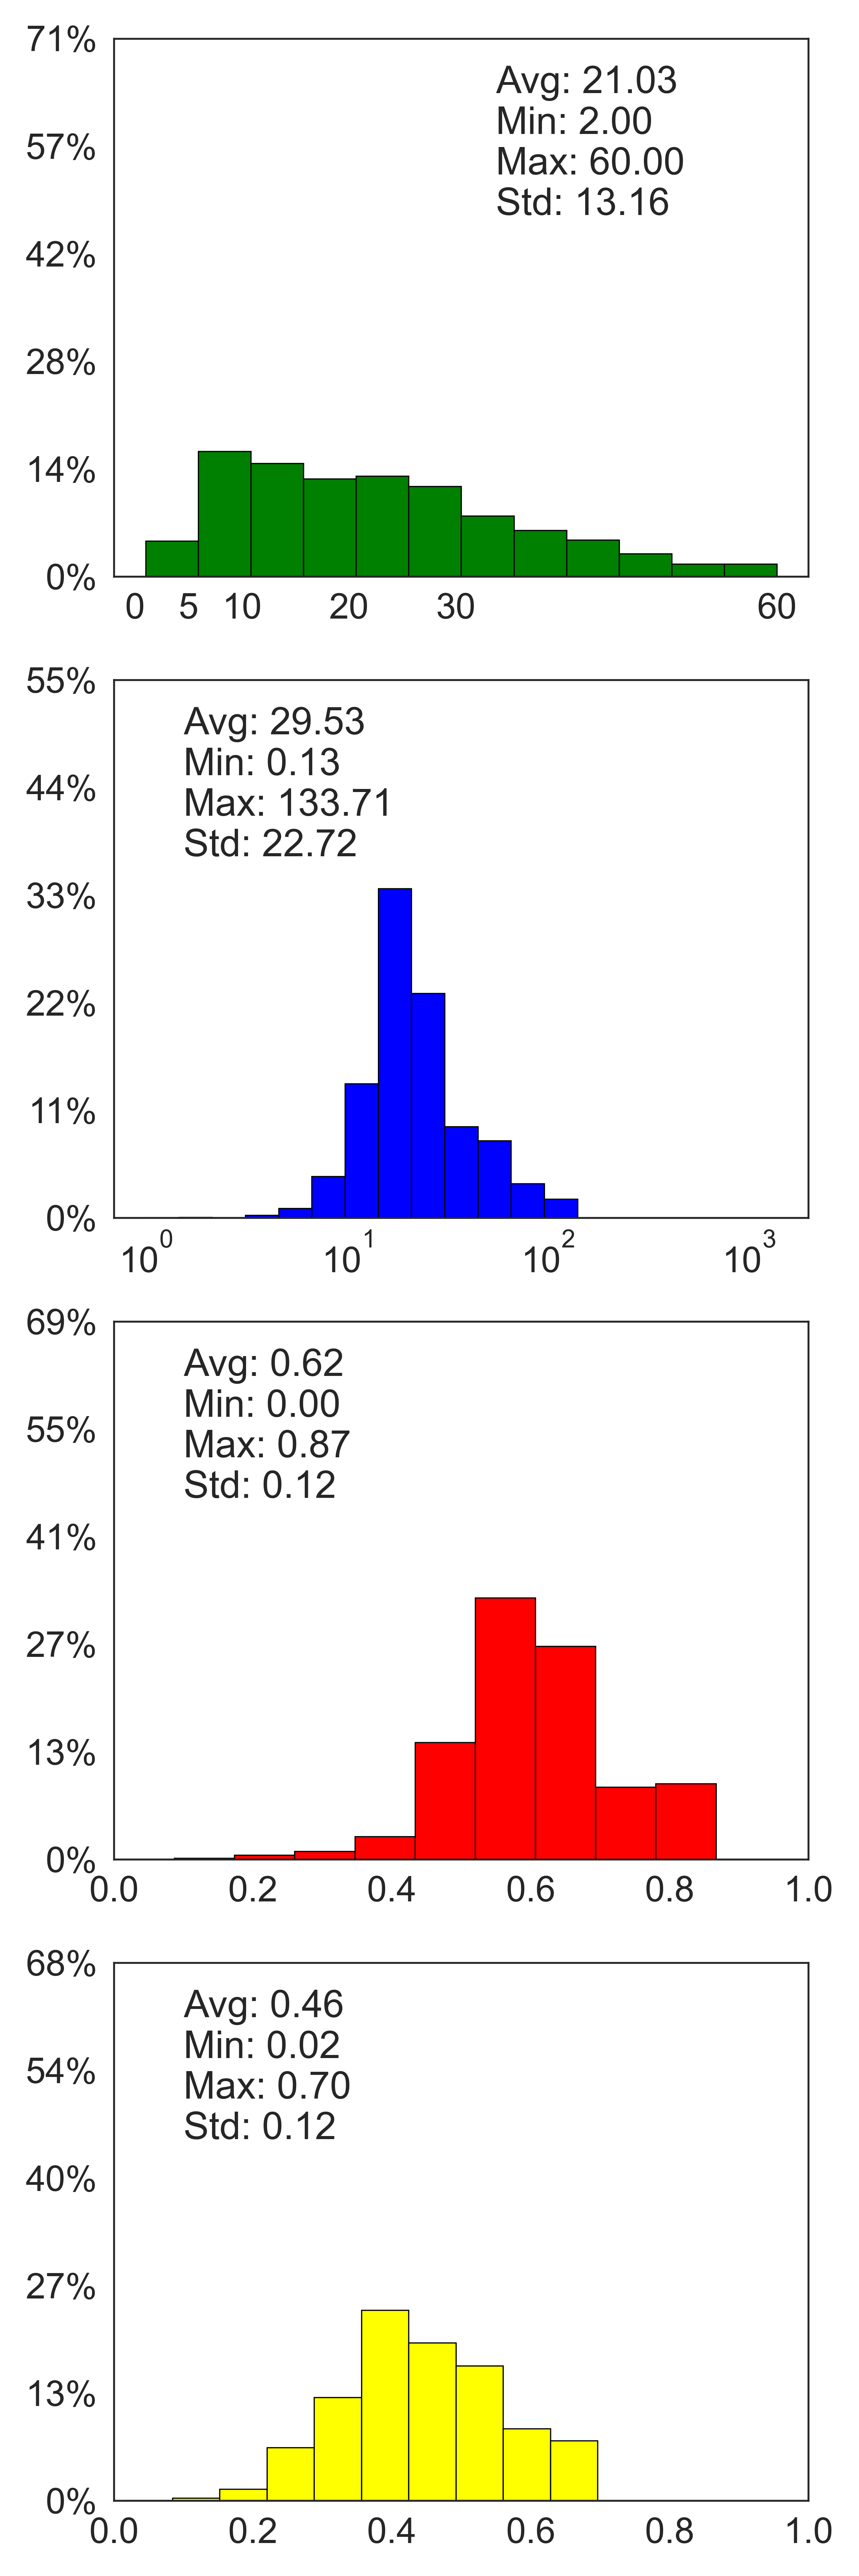 71%
Avg: 21.03
Min: 2.00
57%
Max: 60.00
Std: 13.16
42%
28%
14%
0%
0 5 10 20 30 60
55%
Avg: 29.53
Min: 0.13
44%
Max: 133.71
Std: 22.72
33%
22%
11%
0%
10^0 10^1 10^2 10^3
69%
Avg: 0.62
Min: 0.00
55%
Max: 0.87
Std: 0.12
41%
27%
13%
0%
0.0 0.2 0.4 0.6 0.8 1.0
68%
Avg: 0.46
Min: 0.02
54%
Max: 0.70
Std: 0.12
40%
27%
13%
0%
0.0 0.2 0.4 0.6 0.8 1.0